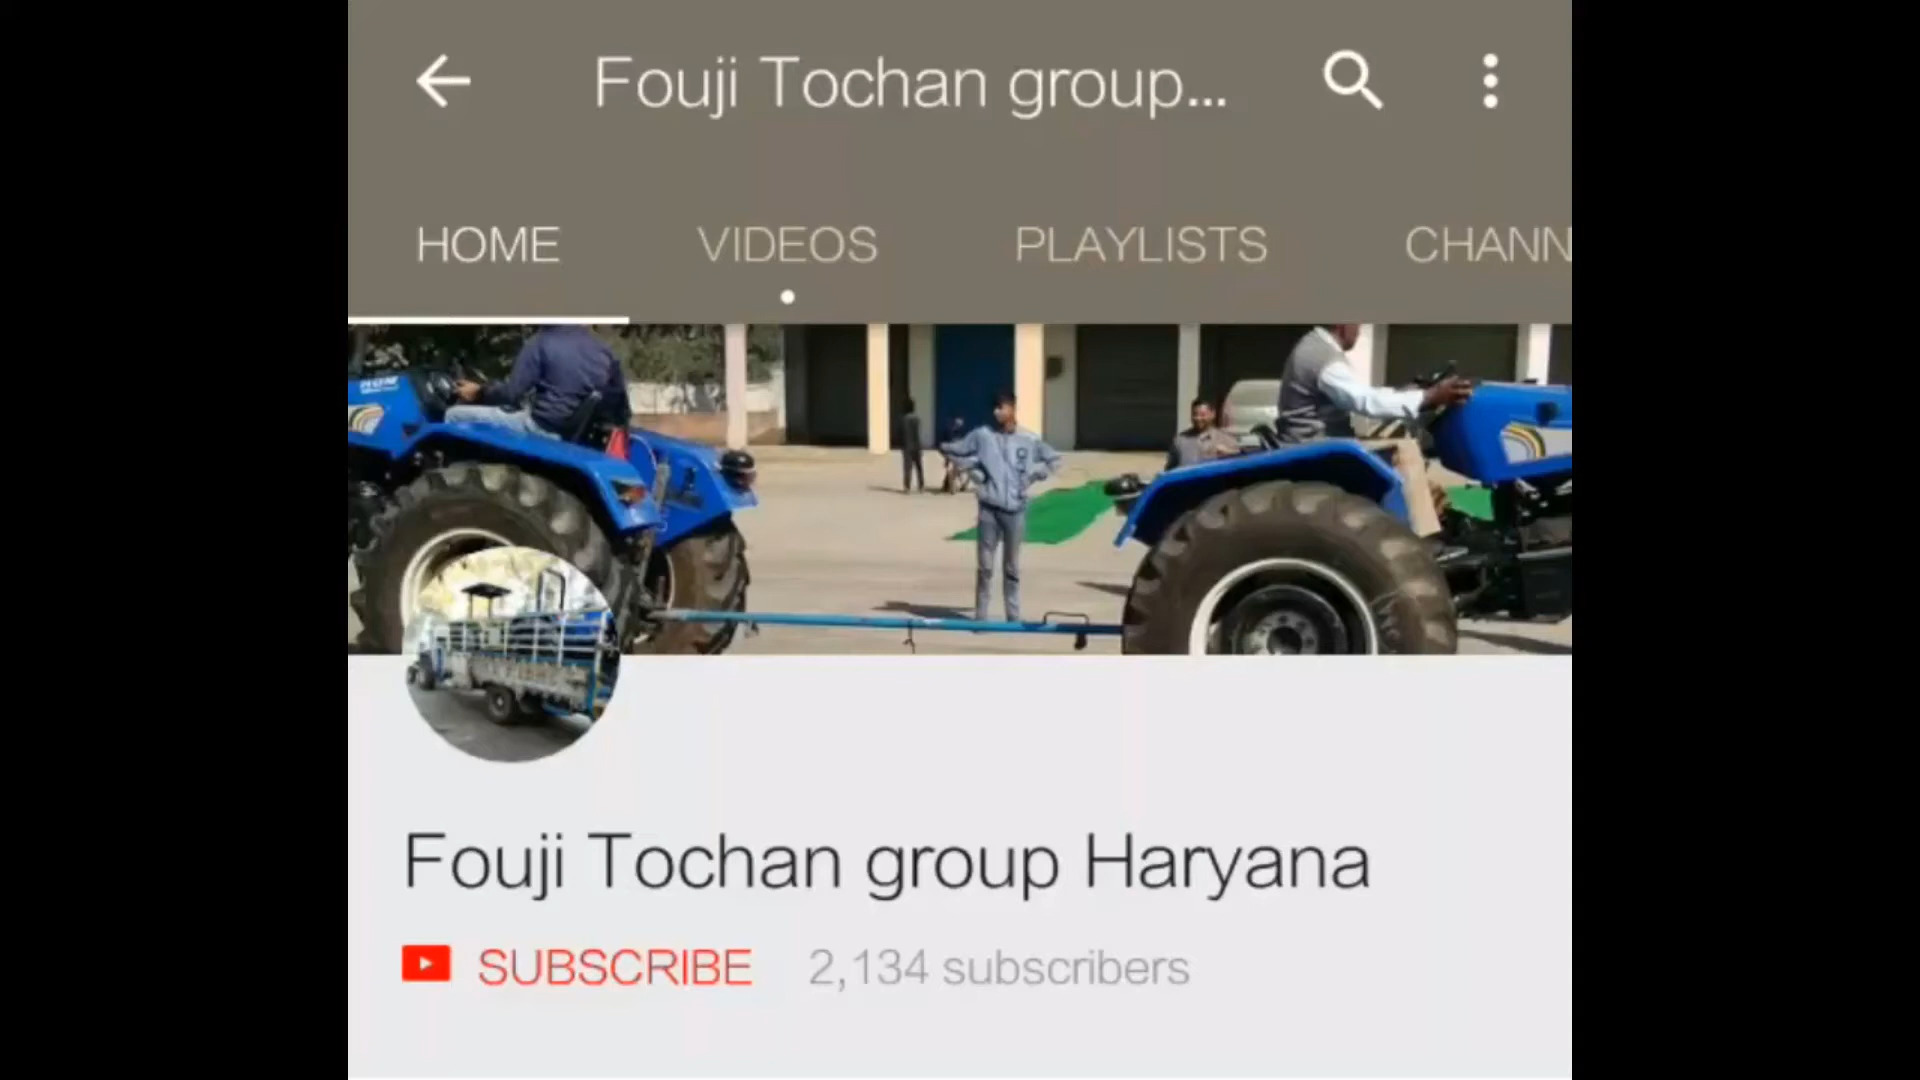 Fouji Tochan group...
HOME VIDEOS PLAYLISTS CHANN
Fouji Tochan group Haryana
SUBSCRIBE 2,134 subscribers